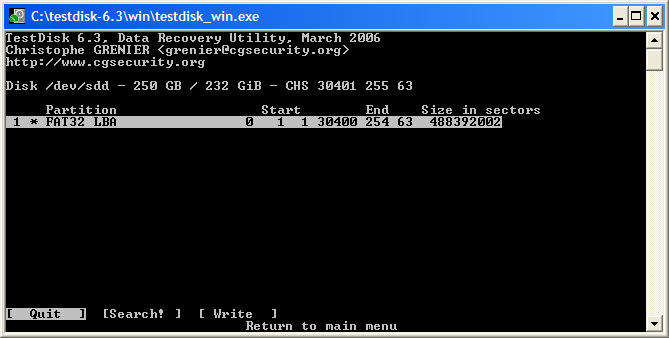 C:\testdisk-6.3\win\testdisk_win.exe
TestDisk 6.3, Data Recovery Utility, March 2006
Christophe GRENIER <grenier@cgsecurity.org>
http://www.cgsecurity.org
Disk /dev/sdd - 250 GB / 232 GiB - CHS 30401 255 63
Partition Start End Size in sectors
1 * FAT32 LBA 0 1 1 30400 254 63 488392002
[ Quit ] [Search! ] [ Write ]
Return to main menu